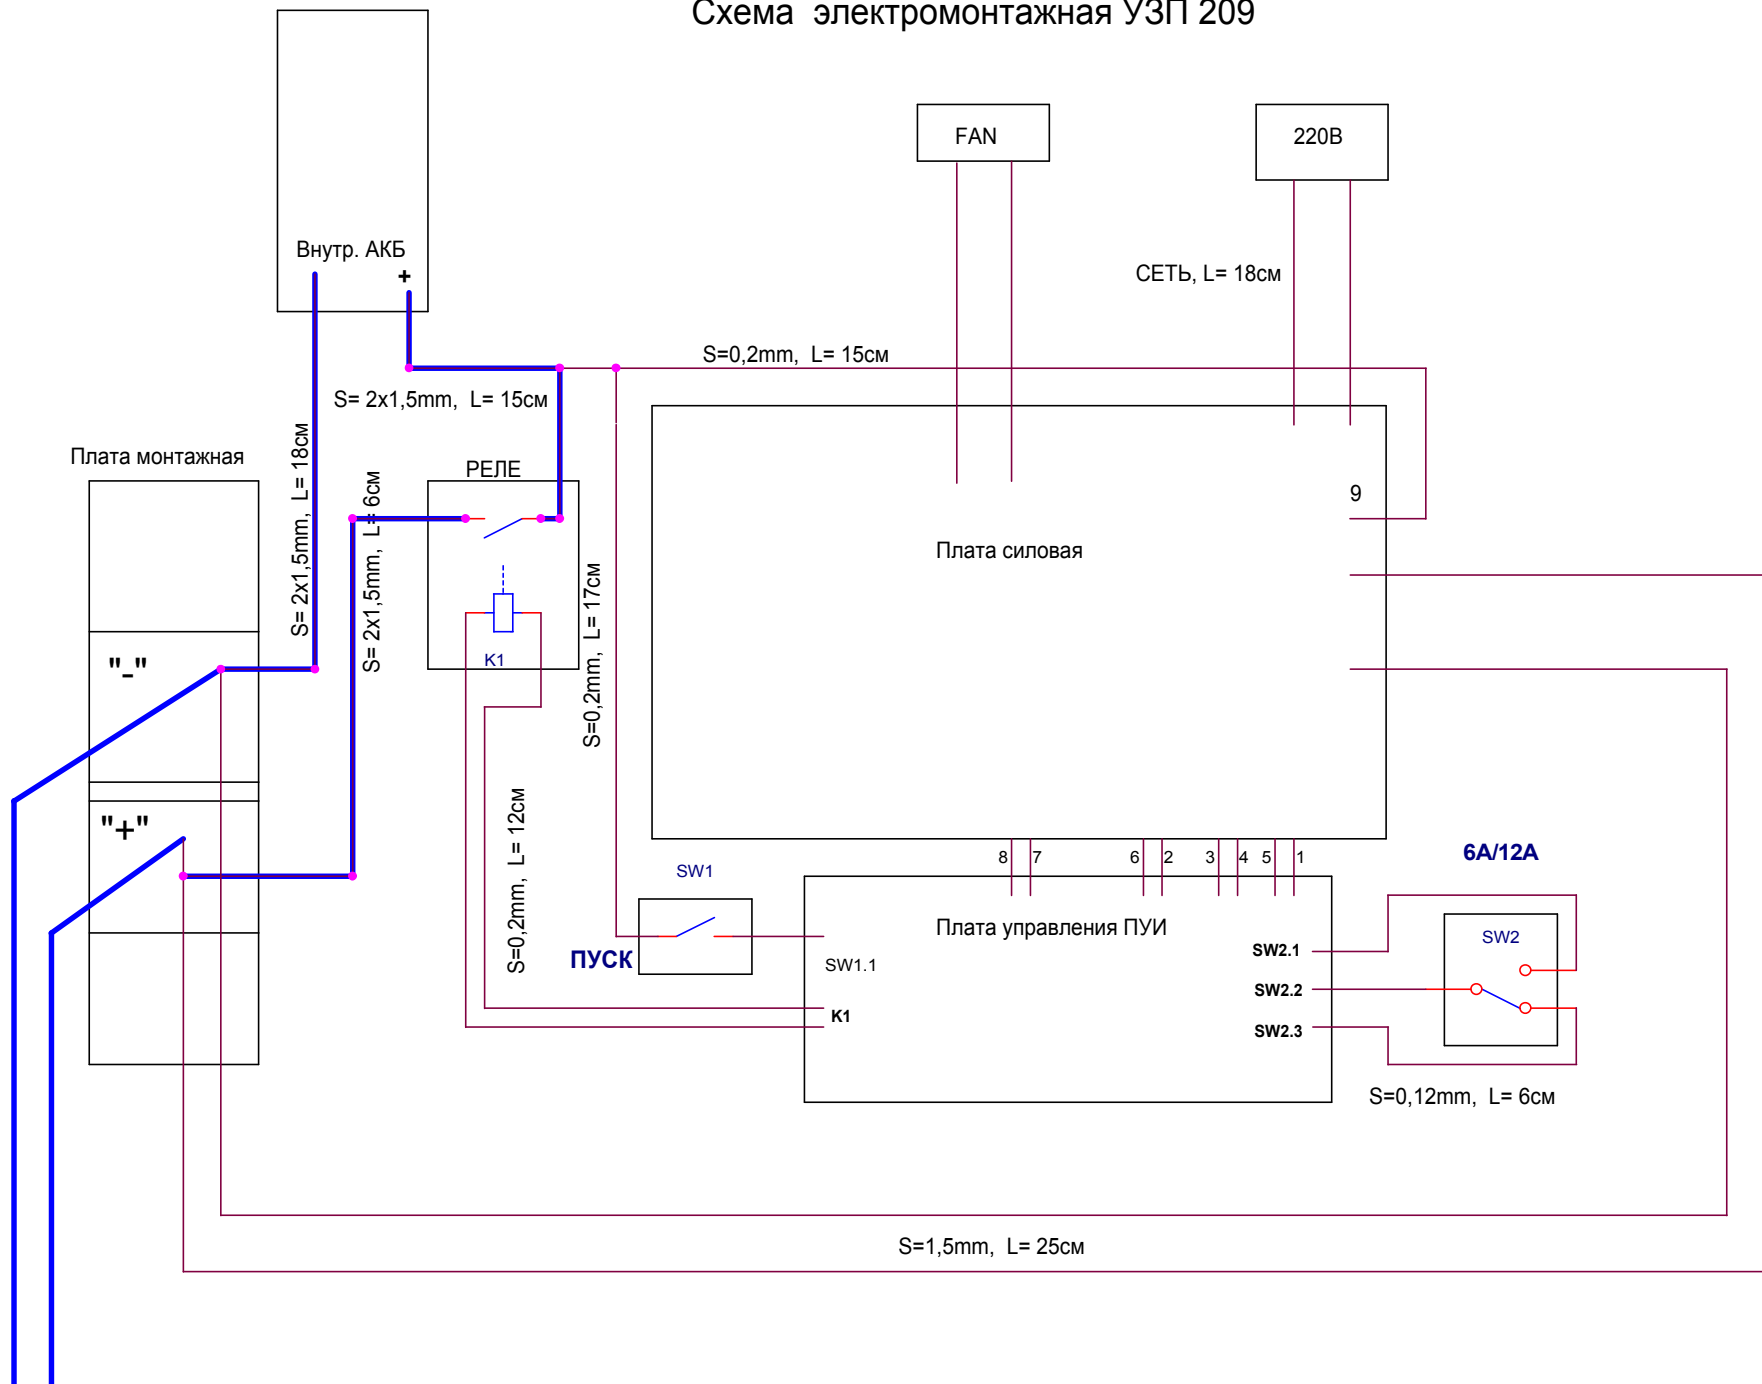 Схема электромонтажная УЗП 209
FAN
220В
Внутр. АКБ
+
СЕТЬ, L= 18см
S=0,2mm, L= 15см
S= 2x1,5mm, L= 15см
Плата монтажная
S= 2x1,5mm, L= 18см
S= 2x1,5mm, L= 6см
РЕЛЕ
9
Плата силовая
S=0,2mm, L= 17см
"-"
K1
"+"
S=0,2mm, L= 12см
8 7 6 2 3 4 5 1
6А/12А
SW1
Плата управления ПУИ
SW2
ПУСК
SW1.1
SW2.1
SW2.2
K1
SW2.3
S=0,12mm, L= 6см
S=1,5mm, L= 25см